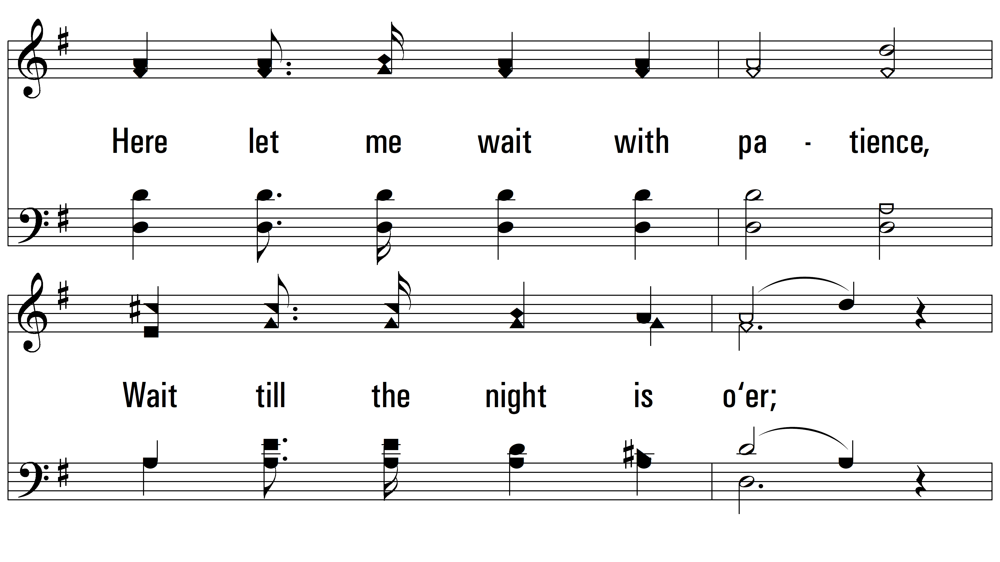 Here let me wait with pa - tience,
Wait till the night is o‘er;